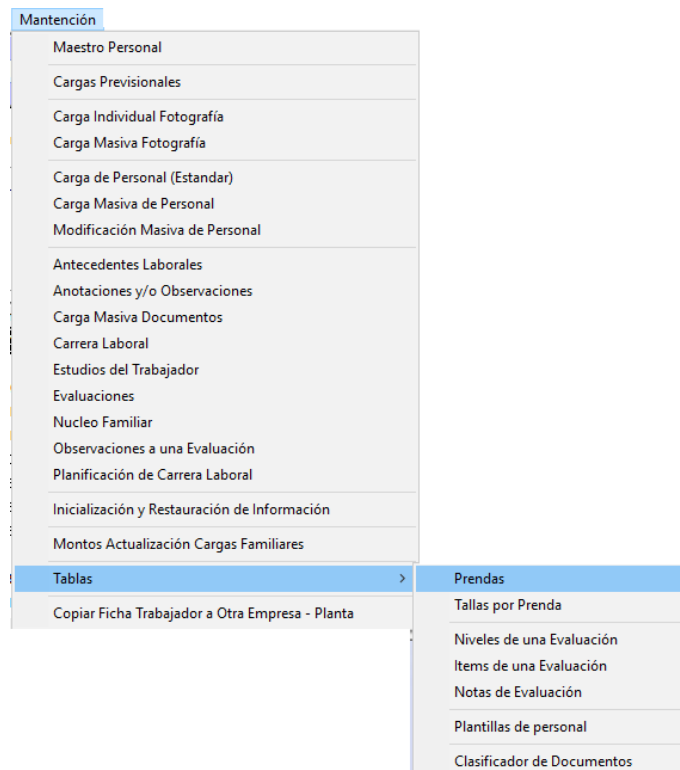 Mantención
Maestro Personal
Cargas Previsionales
Carga Individual Fotografía
Carga Masiva Fotografía
Carga de Personal (Estandar)
Carga Masiva de Personal
Modificación Masiva de Personal
Antecedentes Laborales
Anotaciones y/o Observaciones
Carga Masiva Documentos
Carrera Laboral
Estudios del Trabajador
Evaluaciones
Nucleo Familiar
Observaciones a una Evaluación
Planificación de Carrera Laboral
Inicialización y Restauración de Información
Montos Actualización Cargas Familiares
Tablas
Copiar Ficha Trabajador a Otra Empresa - Planta
Prendas
Tallas por Prenda
Niveles de una Evaluación
Items de una Evaluación
Notas de Evaluación
Plantillas de personal
Clasificador de Documentos